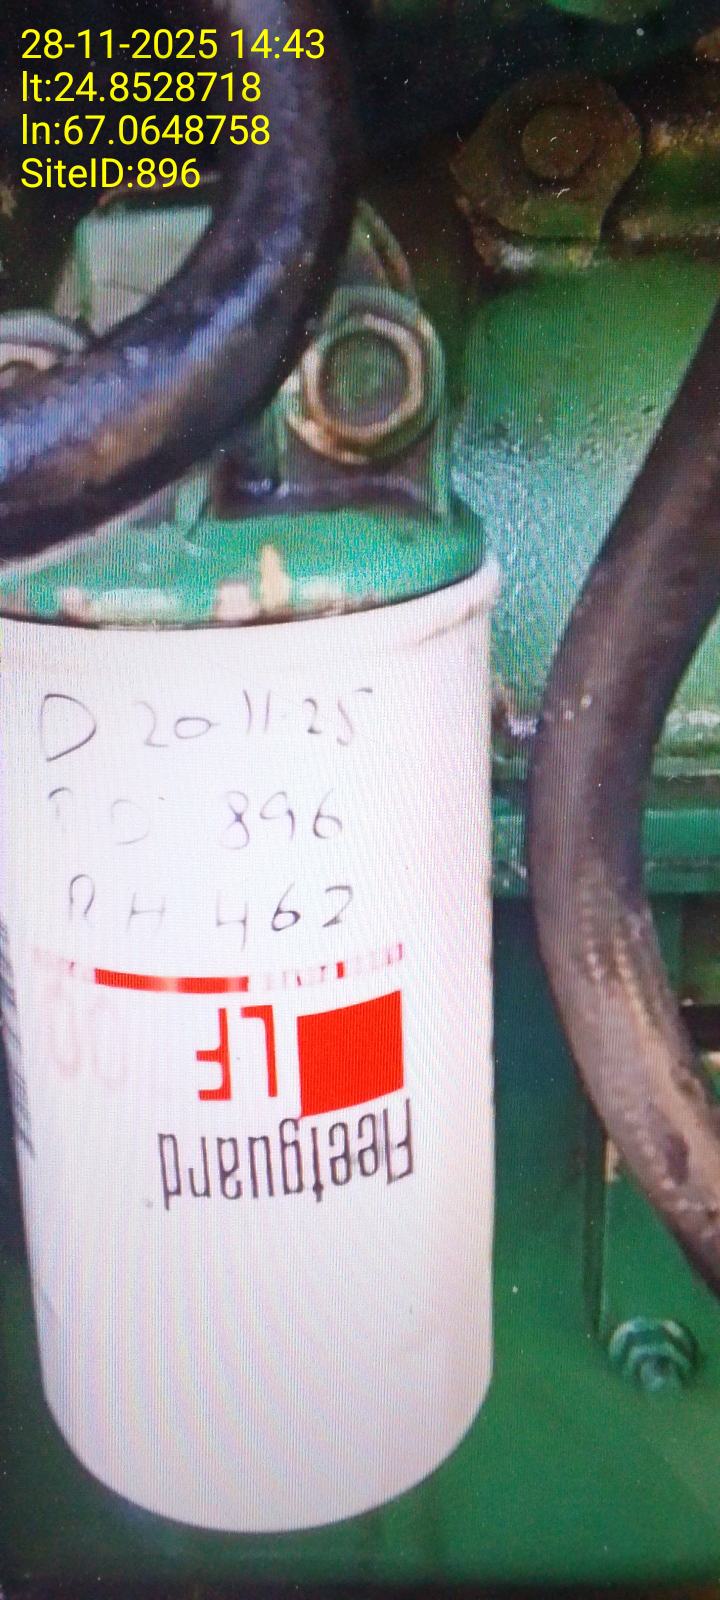 28-11-2025 14:43
lt:24.8528718
ln:67.0648758
SiteID:896
D 20-11-25
896
RH 462
LF
Fleetguard